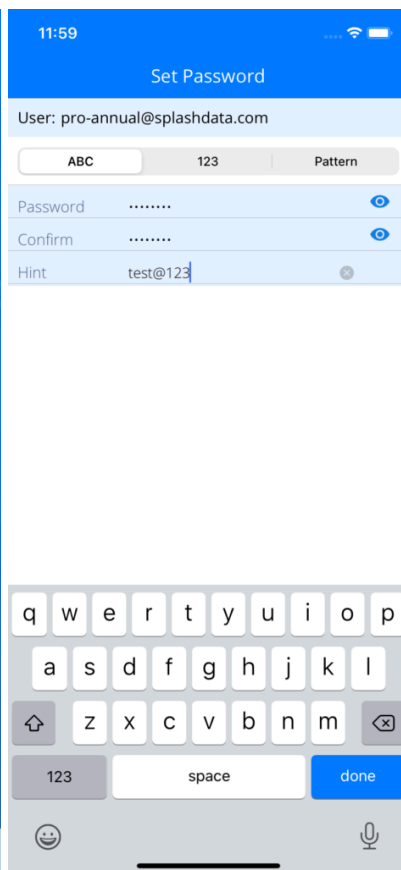 11:59
Set Password
User: pro-annual@splashdata.com
ABC 123 Pattern
Password ········
Confirm ········
Hint test@123
q w e r t y u i o p
a s d f g h j k l
z x c v b n m
123 space done